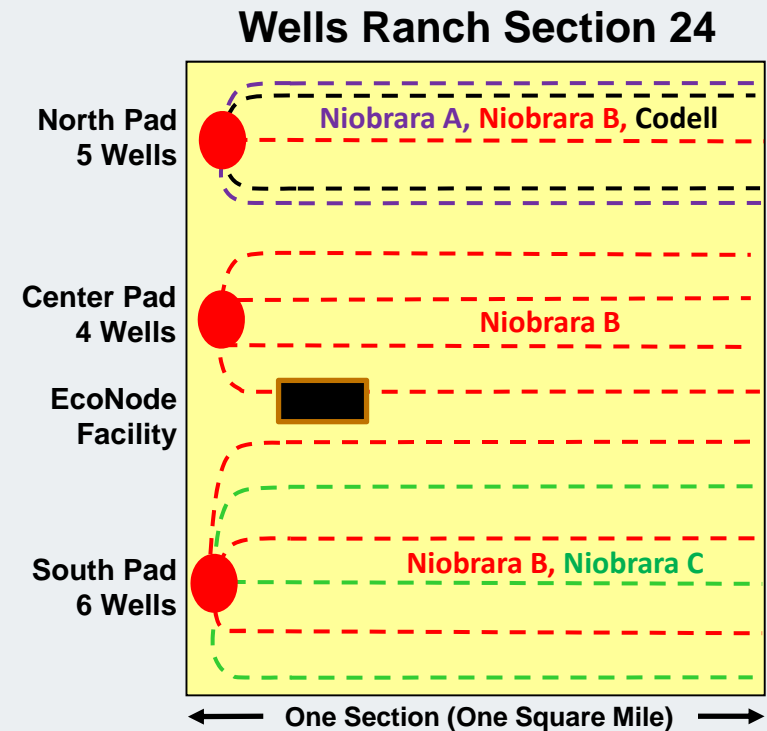 Wells Ranch Section 24
North Pad
5 Wells
Niobrara A, Niobrara B, Codell
Center Pad
4 Wells
Niobrara B
EcoNode
Facility
South Pad
6 Wells
Niobrara B, Niobrara C
One Section (One Square Mile)